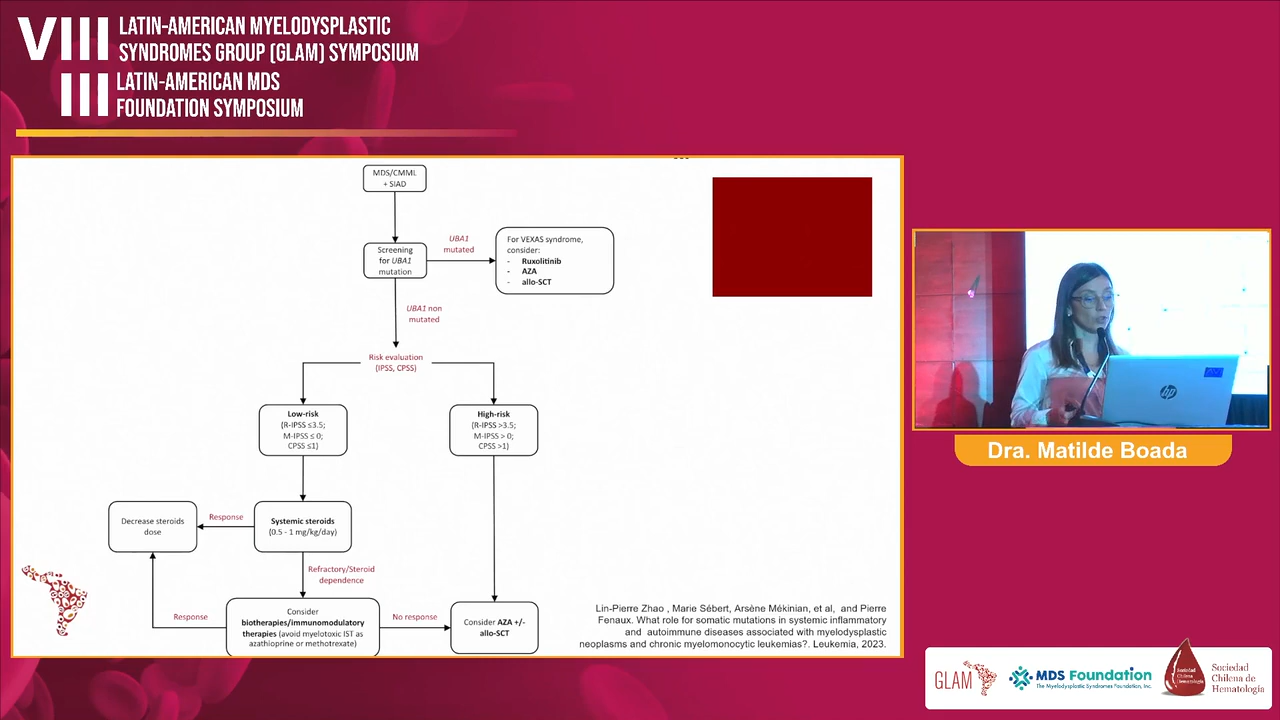 VIII LATIN-AMERICAN MYELODYSPLASTIC
SYNDROMES GROUP (GLAM) SYMPOSIUM
III LATIN-AMERICAN MDS
FOUNDATION SYMPOSIUM
MDS/CMML
+ SIAD
Screening
for UBA1
mutation
UBA1
mutated
For VEXAS syndrome,
consider:
- Ruxolitinib
- AZA
- allo-SCT
UBA1 non
mutated
Risk evaluation
(IPSS, CPSS)
Low-risk
(R-IPSS ≤3.5;
M-IPSS ≤ 0;
CPSS ≤1)
High-risk
(R-IPSS >3.5;
M-IPSS > 0;
CPSS >1)
Decrease steroids
dose
Response
Systemic steroids
(0.5 - 1 mg/kg/day)
Refractory/Steroid
dependence
Response
Consider
biotherapies/immunomodulatory
therapies (avoid myelotoxic IST as
azathioprine or methotrexate)
No response
Consider AZA +/-
allo-SCT
Lin-Pierre Zhao , Marie Sébert, Arsène Mékinian, et al, and Pierre
Fenaux. What role for somatic mutations in systemic inflammatory
and autoimmune diseases associated with myelodysplastic
neoplasms and chronic myelomonocytic leukemias?. Leukemia, 2023.
hp
Dra. Matilde Boada
GLAM
MDS Foundation
The Myelodysplastic Syndromes Foundation, Inc.
Sociedad
Chilena de
Hematología
Sociedad
Chilena de
Hematología